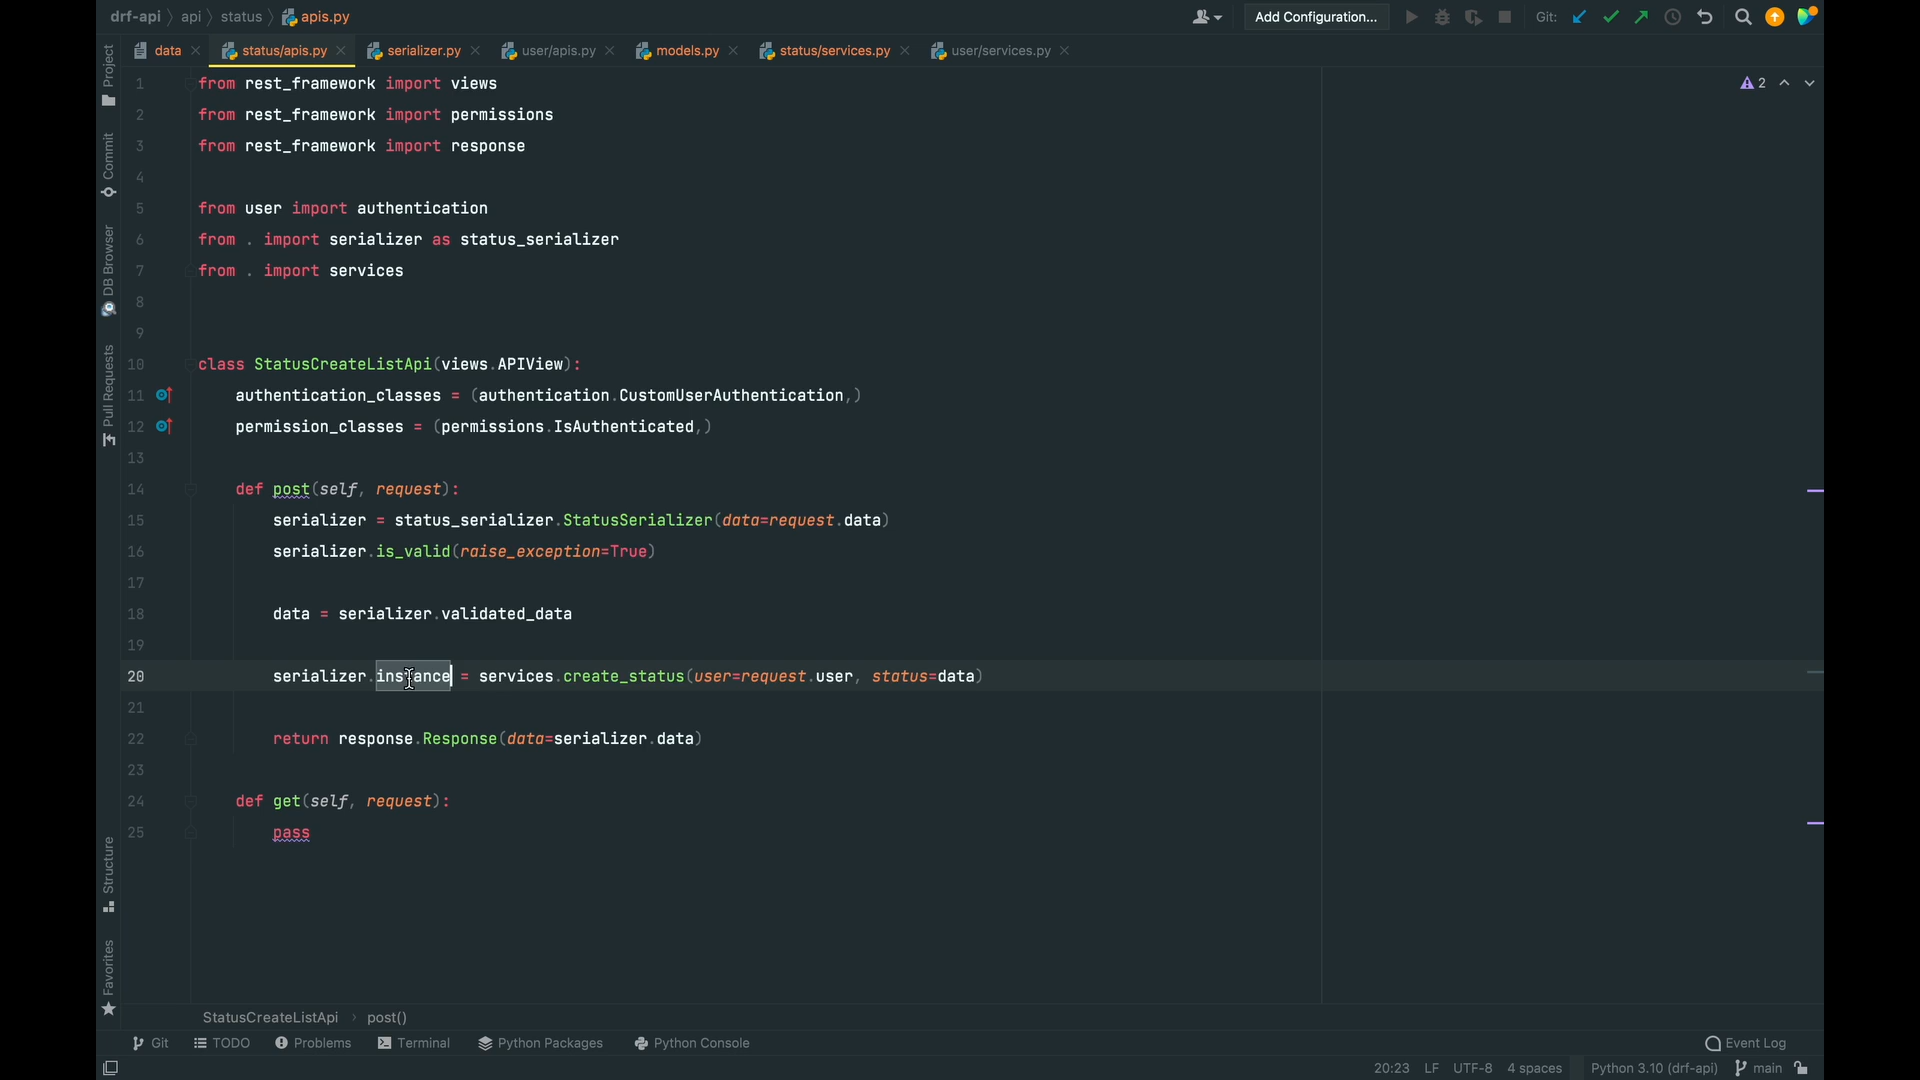 drf-api api status apis.py Add Configuration... Git:
data status/apis.py serializer.py user/apis.py models.py status/services.py user/services.py
Project
Commit
DB Browser
Pull Requests
Structure
Favorites
2
1 from rest_framework import views
2 from rest_framework import permissions
3 from rest_framework import response
4
5 from user import authentication
6 from . import serializer as status_serializer
7 from . import services
8
9
10 class StatusCreateListApi(views.APIView):
11 authentication_classes = (authentication.CustomUserAuthentication,)
12 permission_classes = (permissions.IsAuthenticated,)
13
14 def post(self, request):
15 serializer = status_serializer.StatusSerializer(data=request.data)
16 serializer.is_valid(raise_exception=True)
17
18 data = serializer.validated_data
19
20 serializer.instance = services.create_status(user=request.user, status=data)
21
22 return response.Response(data=serializer.data)
23
24 def get(self, request):
25 pass
StatusCreateListApi › post()
Git TODO Problems Terminal Python Packages Python Console Event Log
20:23 LF UTF-8 4 spaces Python 3.10 (drf-api) main